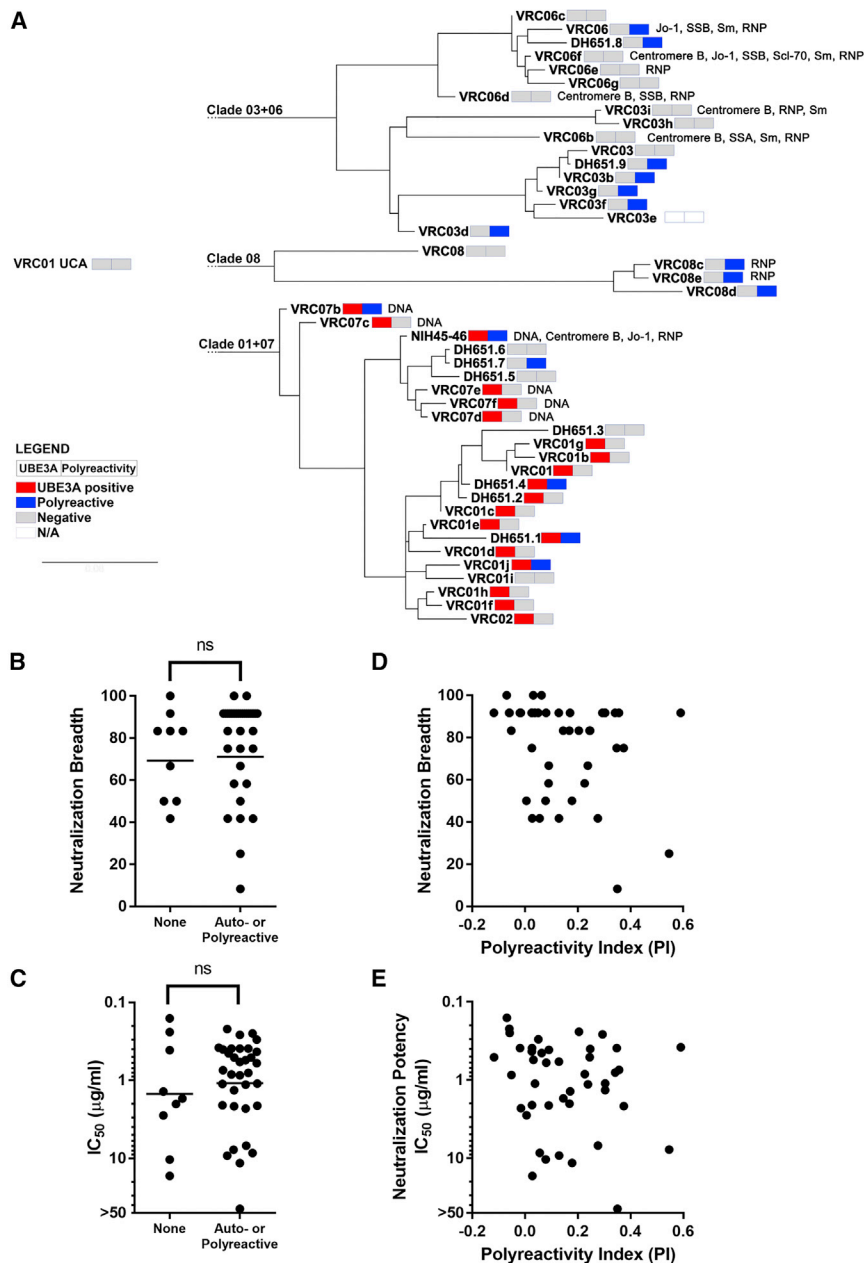 A
VRC06c
VRC06 Jo-1, SSB, Sm, RNP
DH651.8
VRC06f Centromere B, Jo-1, SSB, Scl-70, Sm, RNP
VRC06e RNP
VRC06g
VRC06d Centromere B, SSB, RNP
Clade 03+06
VRC03i Centromere B, RNP, Sm
VRC03h
VRC06b Centromere B, SSA, Sm, RNP
VRC03
DH651.9
VRC03b
VRC03g
VRC03f
VRC03e
VRC03d
VRC01 UCA
Clade 08
VRC08
VRC08c RNP
VRC08e RNP
VRC08d
VRC07b DNA
VRC07c DNA
NIH45-46 DNA, Centromere B, Jo-1, RNP
Clade 01+07
DH651.6
DH651.7
DH651.5
VRC07e DNA
VRC07f DNA
VRC07d DNA
DH651.3
VRC01g
VRC01b
VRC01
DH651.4
DH651.2
VRC01c
VRC01e
DH651.1
VRC01d
VRC01j
VRC01i
VRC01h
VRC01f
VRC02
LEGEND
UBE3A Polyreactivity
UBE3A positive
Polyreactive
Negative
N/A
B
ns
Neutralization Breadth
100
80
60
40
20
0
None
Auto- or
Polyreactive
D
Neutralization Breadth
100
80
60
40
20
0
-0.2 0.0 0.2 0.4 0.6
Polyreactivity Index (PI)
C
ns
IC50 (μg/ml)
0.1
1
10
>50
None
Auto- or
Polyreactive
E
Neutralization Potency
IC50 (μg/ml)
0.1
1
10
>50
-0.2 0.0 0.2 0.4 0.6
Polyreactivity Index (PI)